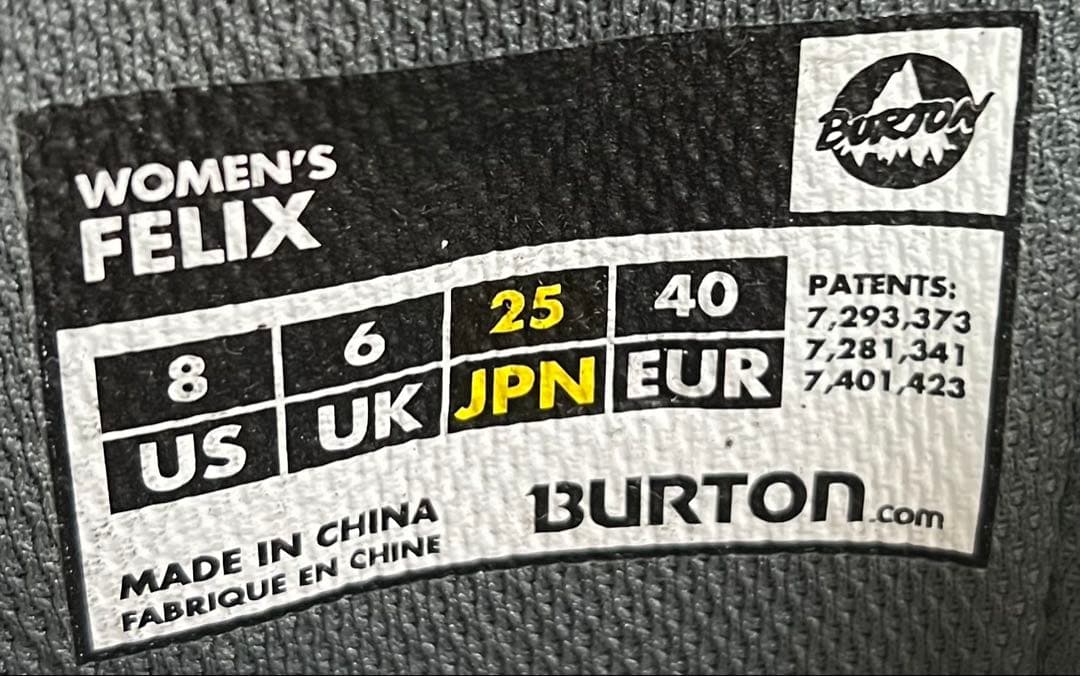 BURTON
WOMEN'S
FELIX
8 6 25 40
US UK JPN EUR
PATENTS:
7,293,373
7,281,341
7,401,423
MADE IN CHINA
FABRIQUE EN CHINE
BURTON.com